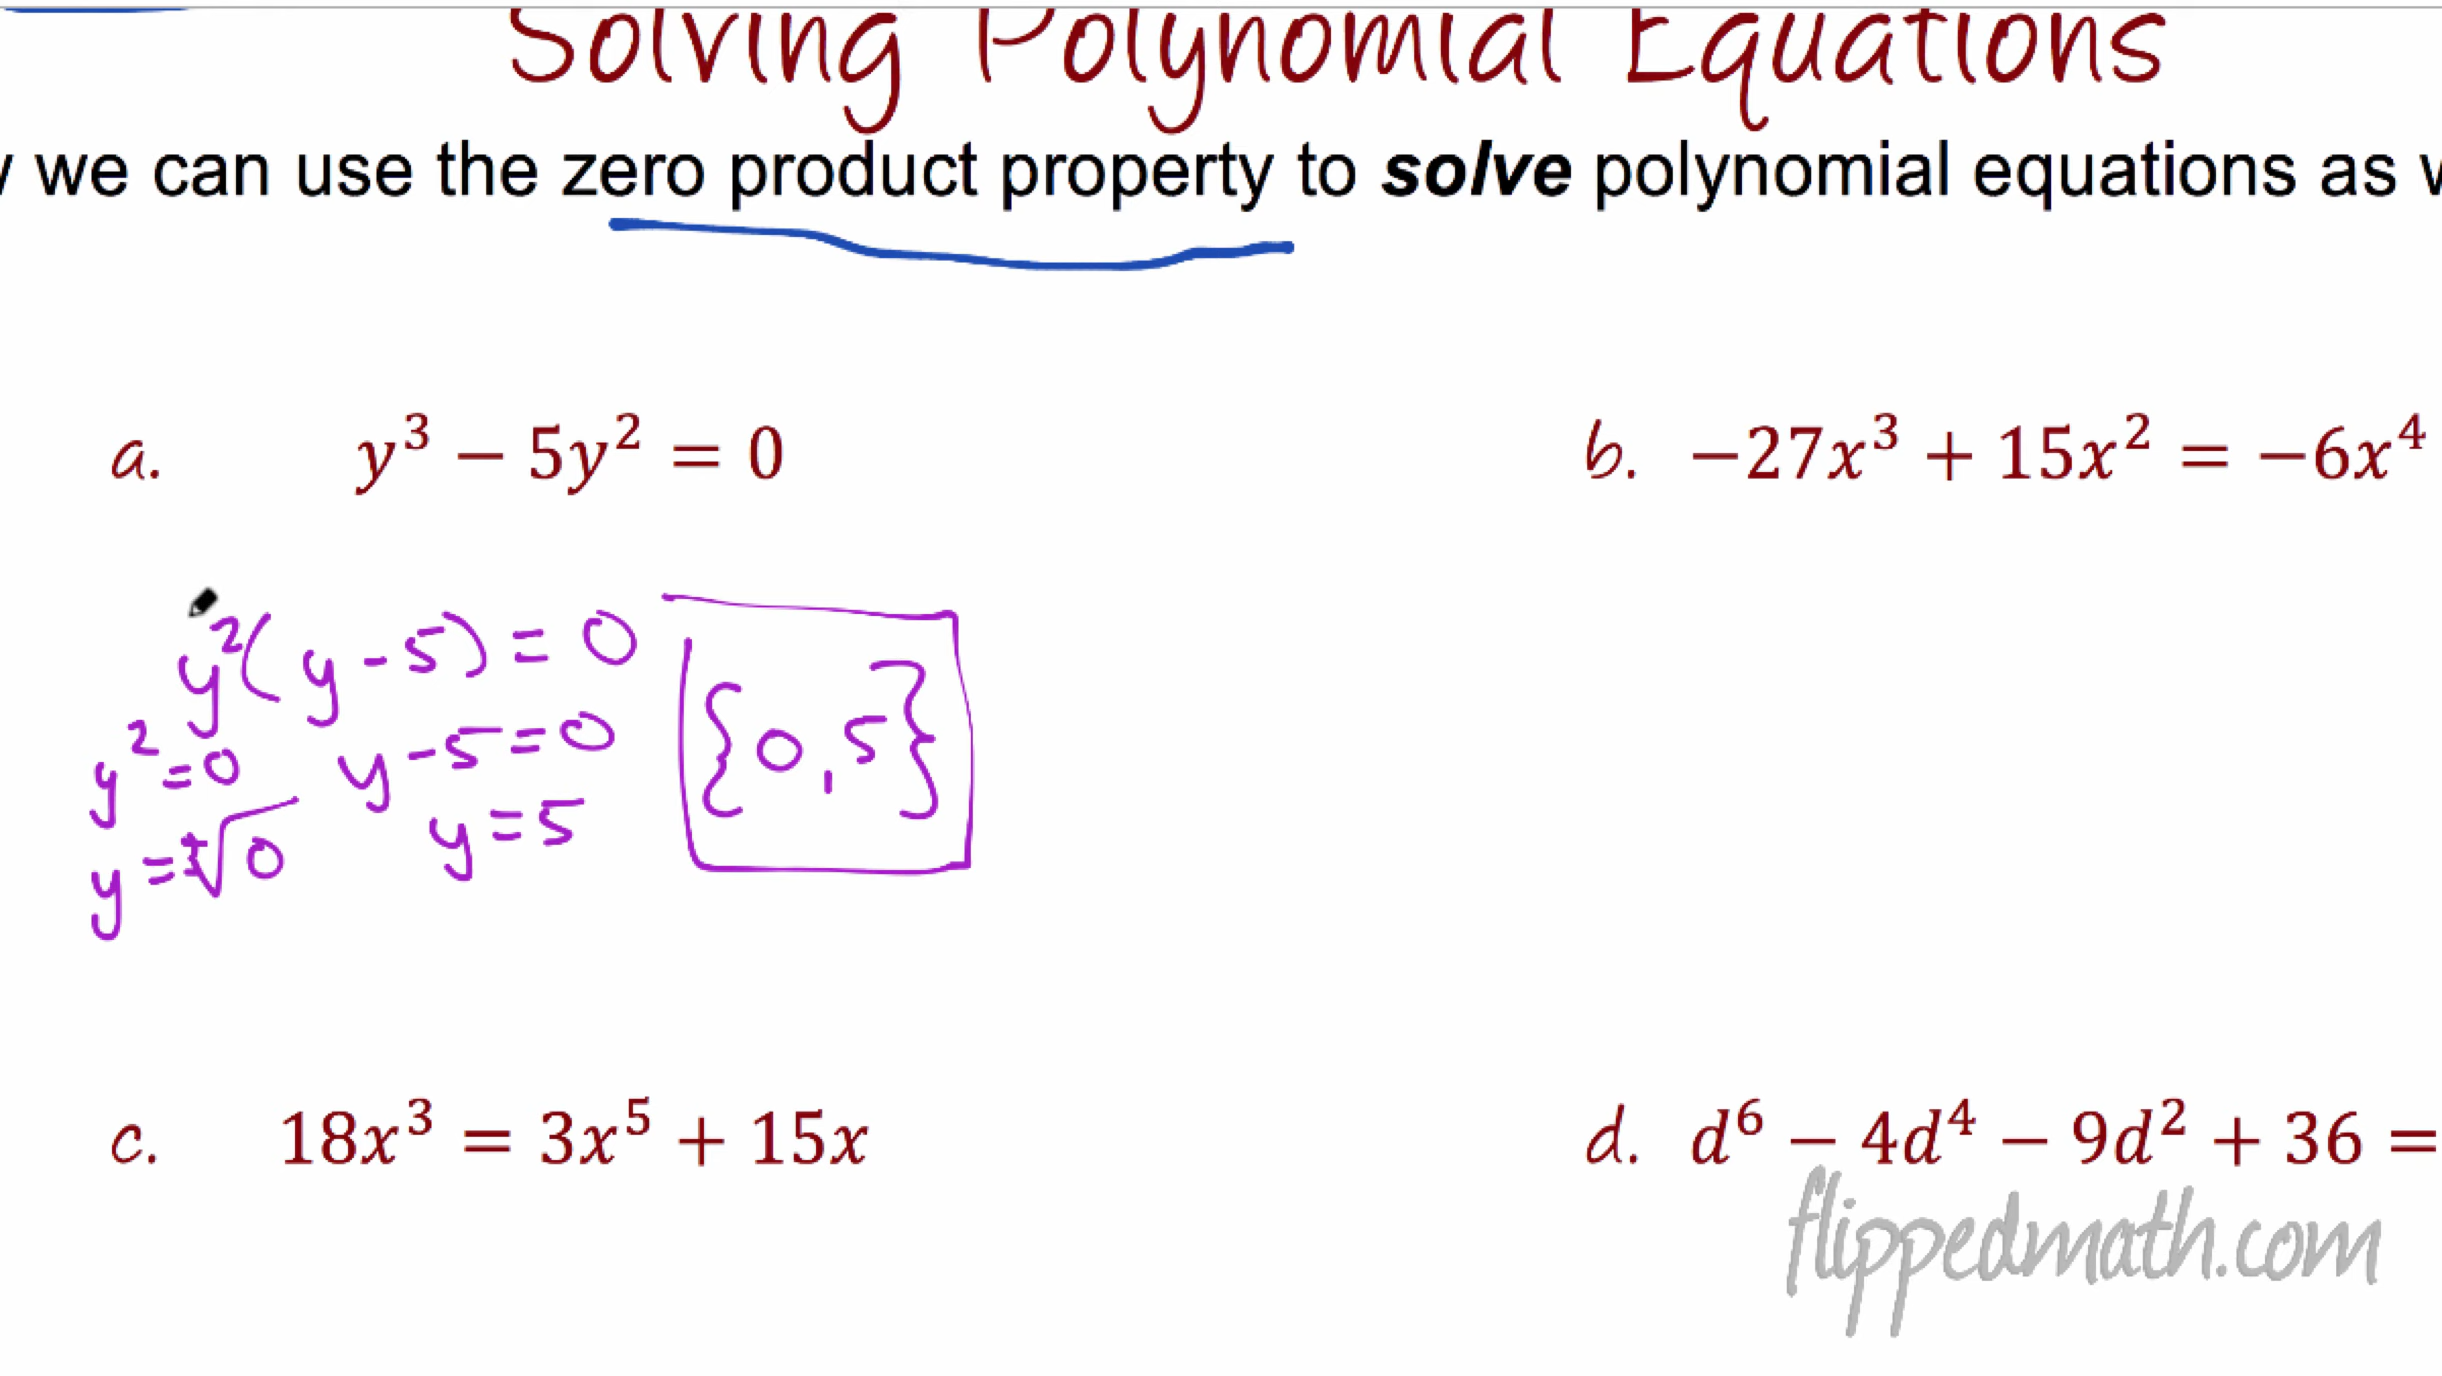 Solving Polynomial Equations
we can use the zero product property to solve polynomial equations as
a. y³ − 5y² = 0
b. −27x³ + 15x² = −6x⁴
y²(y-5)=0
y²=0 y-5=0
y=±√0 y=5
{0,5}
c. 18x³ = 3x⁵ + 15x
d. d⁶ − 4d⁴ − 9d² + 36 =
flippedmath.com